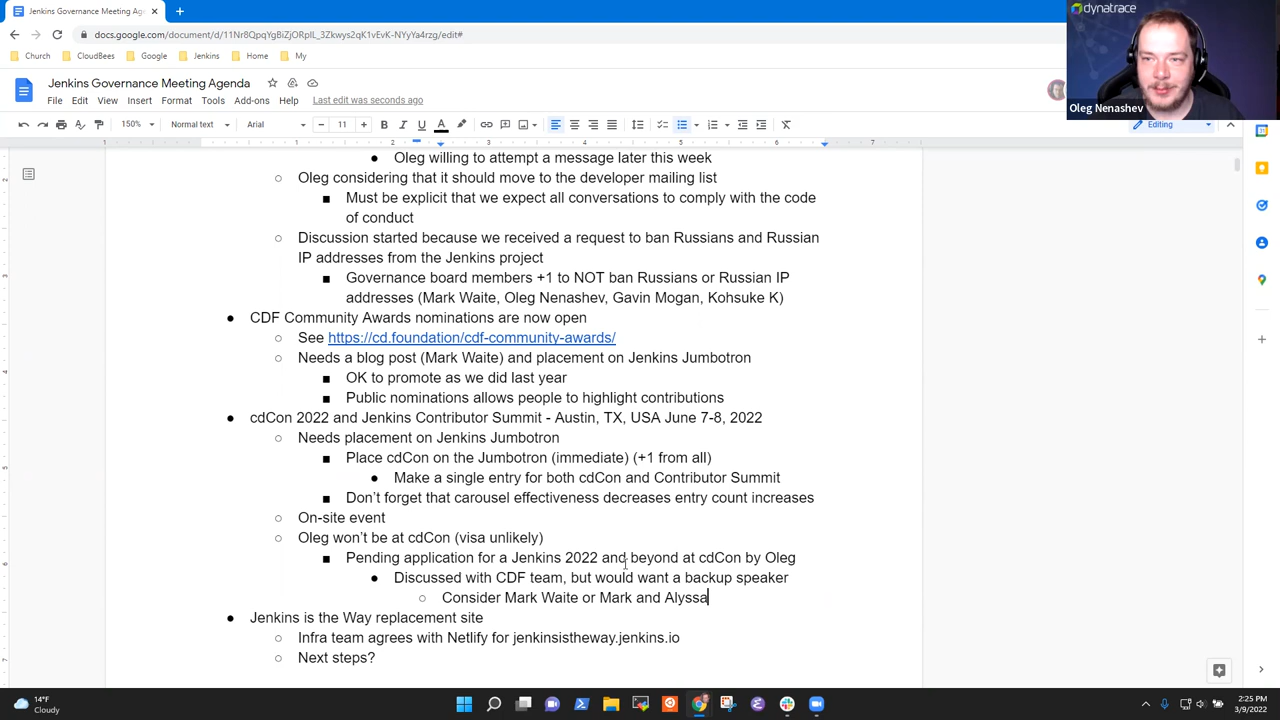 Jenkins Governance Meeting Ag
dynatrace
docs.google.com/document/d/11Nr8QpqYgBiZjORpIL_3Zkwys2qK1vEvK-NYyYa4rzg/edit#
Church
CloudBees
Google
Jenkins
Home
My
Jenkins Governance Meeting Agenda
File Edit View Insert Format Tools Add-ons Help Last edit was seconds ago
Oleg Nenashev
150% Normal text Arial 11 Editing
1 1 2 3 4 5 6 7
• Oleg willing to attempt a message later this week
○ Oleg considering that it should move to the developer mailing list
■ Must be explicit that we expect all conversations to comply with the code
of conduct
○ Discussion started because we received a request to ban Russians and Russian
IP addresses from the Jenkins project
■ Governance board members +1 to NOT ban Russians or Russian IP
addresses (Mark Waite, Oleg Nenashev, Gavin Mogan, Kohsuke K)
• CDF Community Awards nominations are now open
○ See https://cd.foundation/cdf-community-awards/
○ Needs a blog post (Mark Waite) and placement on Jenkins Jumbotron
■ OK to promote as we did last year
■ Public nominations allows people to highlight contributions
• cdCon 2022 and Jenkins Contributor Summit - Austin, TX, USA June 7-8, 2022
○ Needs placement on Jenkins Jumbotron
■ Place cdCon on the Jumbotron (immediate) (+1 from all)
• Make a single entry for both cdCon and Contributor Summit
■ Don't forget that carousel effectiveness decreases entry count increases
○ On-site event
○ Oleg won't be at cdCon (visa unlikely)
■ Pending application for a Jenkins 2022 and beyond at cdCon by Oleg
• Discussed with CDF team, but would want a backup speaker
○ Consider Mark Waite or Mark and Alyssa
• Jenkins is the Way replacement site
○ Infra team agrees with Netlify for jenkinsistheway.jenkins.io
○ Next steps?
14°F
Cloudy
2:25 PM
3/9/2022